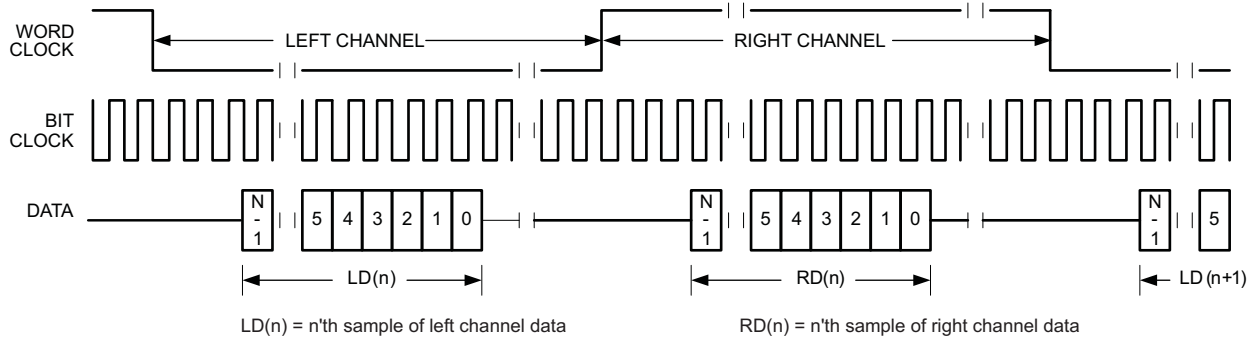 WORD
CLOCK
LEFT CHANNEL
RIGHT CHANNEL
BIT
CLOCK
DATA
N
-
1
5 4 3 2 1 0
N
-
1
5 4 3 2 1 0
N
-
1
5
LD(n)
RD(n)
LD (n+1)
LD(n) = n'th sample of left channel data
RD(n) = n'th sample of right channel data